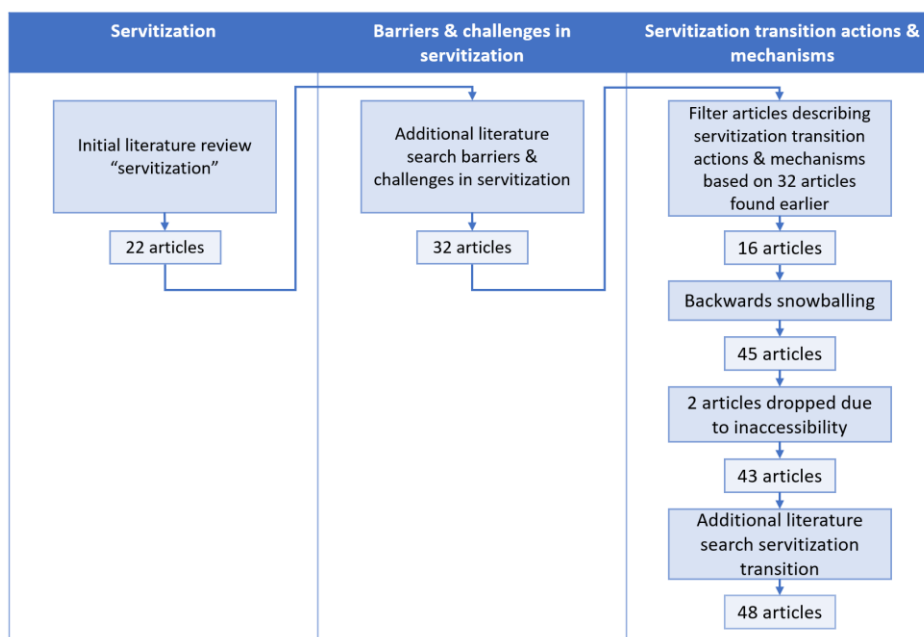 Servitization
Barriers & challenges in
servitization
Servitization transition actions &
mechanisms
Initial literature review
“servitization”
22 articles
Additional literature
search barriers &
challenges in servitization
32 articles
Filter articles describing
servitization transition
actions & mechanisms
based on 32 articles
found earlier
16 articles
Backwards snowballing
45 articles
2 articles dropped due
to inaccessibility
43 articles
Additional literature
search servitization
transition
48 articles